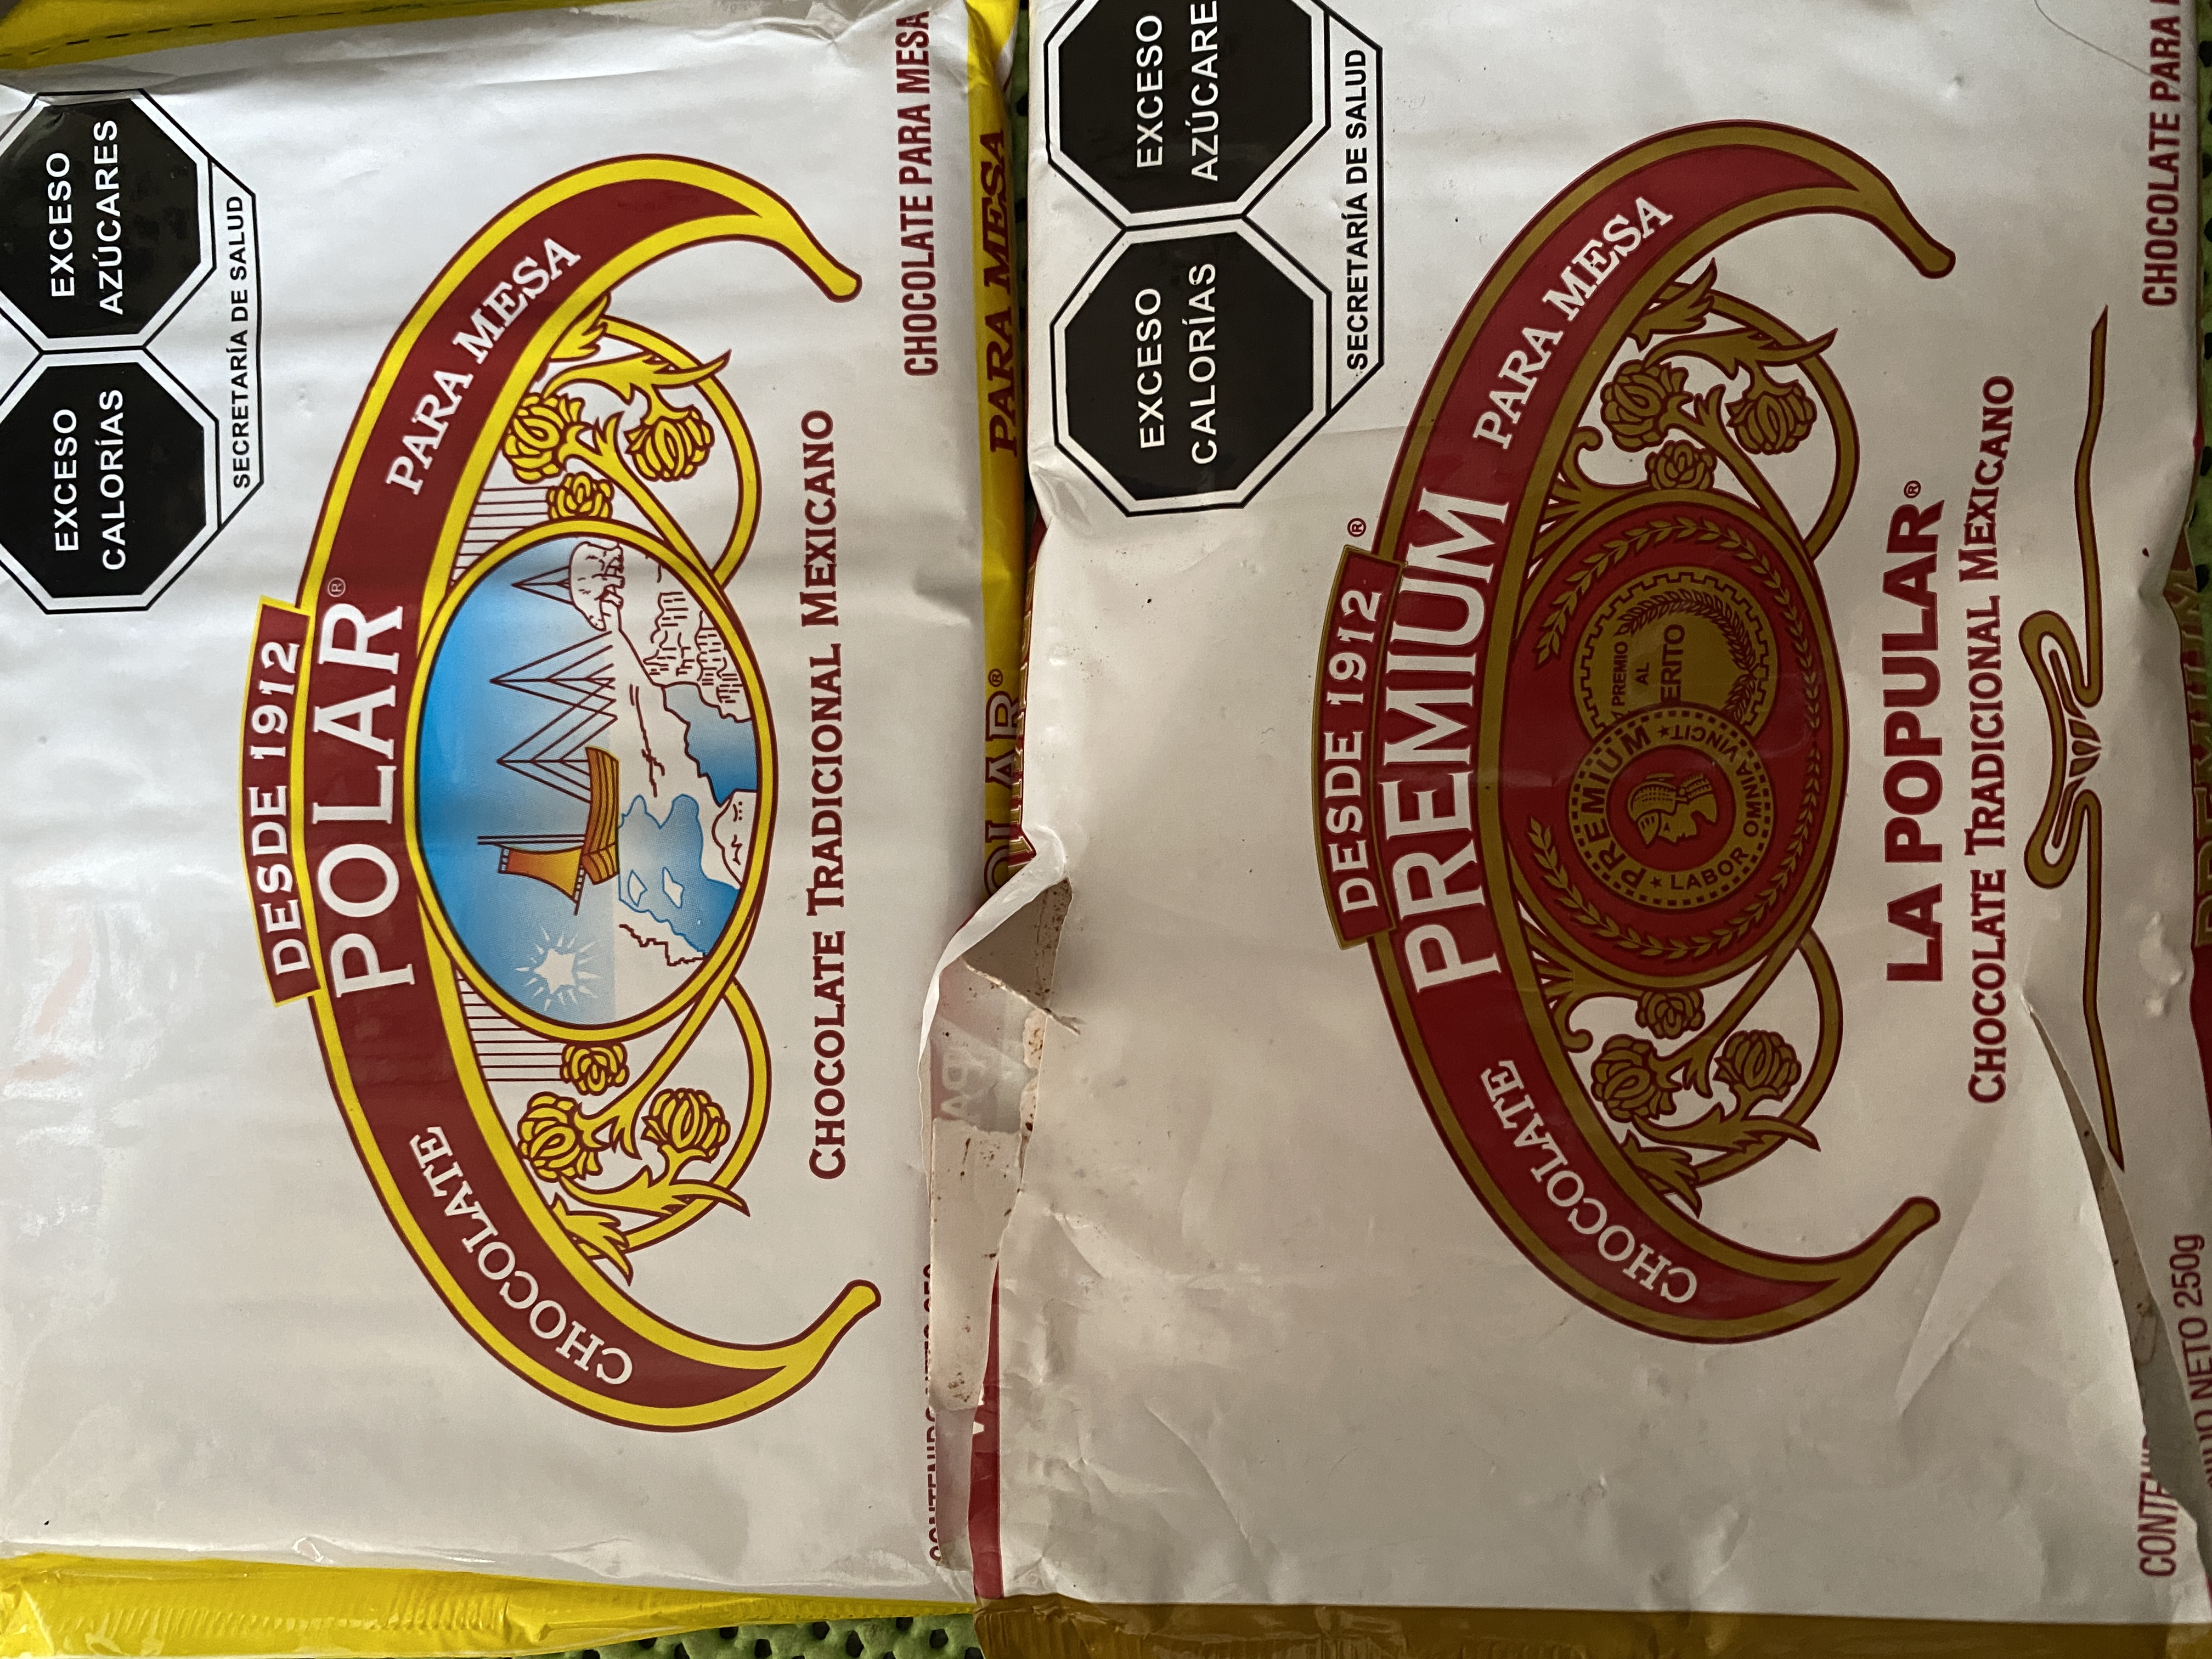 EXCESO
CALORÍAS
EXCESO
AZÚCARES
SECRETARÍA DE SALUD
DESDE 1912
POLAR®
CHOCOLATE
PARA MESA
CHOCOLATE TRADICIONAL MEXICANO
CHOCOLATE PARA MESA
PARA MESA
EXCESO
CALORÍAS
EXCESO
AZÚCARE
SECRETARÍA DE SALUD
DESDE 1912
PREMIUM®
CHOCOLATE
PARA MESA
PREMIUM
★ LABOR OMNIA VINCIT ★
PREMIO
AL
ERITO
LA POPULAR®
CHOCOLATE TRADICIONAL MEXICANO
CHOCOLATE PARA
NETO 250g